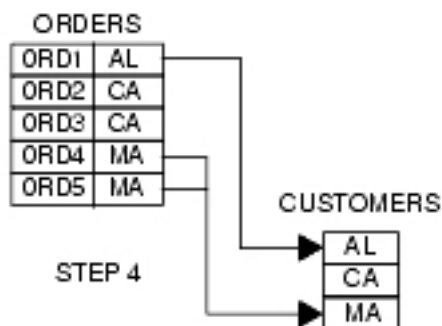 ORDERS
ORD1 AL
ORD2 CA
ORD3 CA
ORD4 MA
ORD5 MA
CUSTOMERS
AL
CA
MA
STEP 4